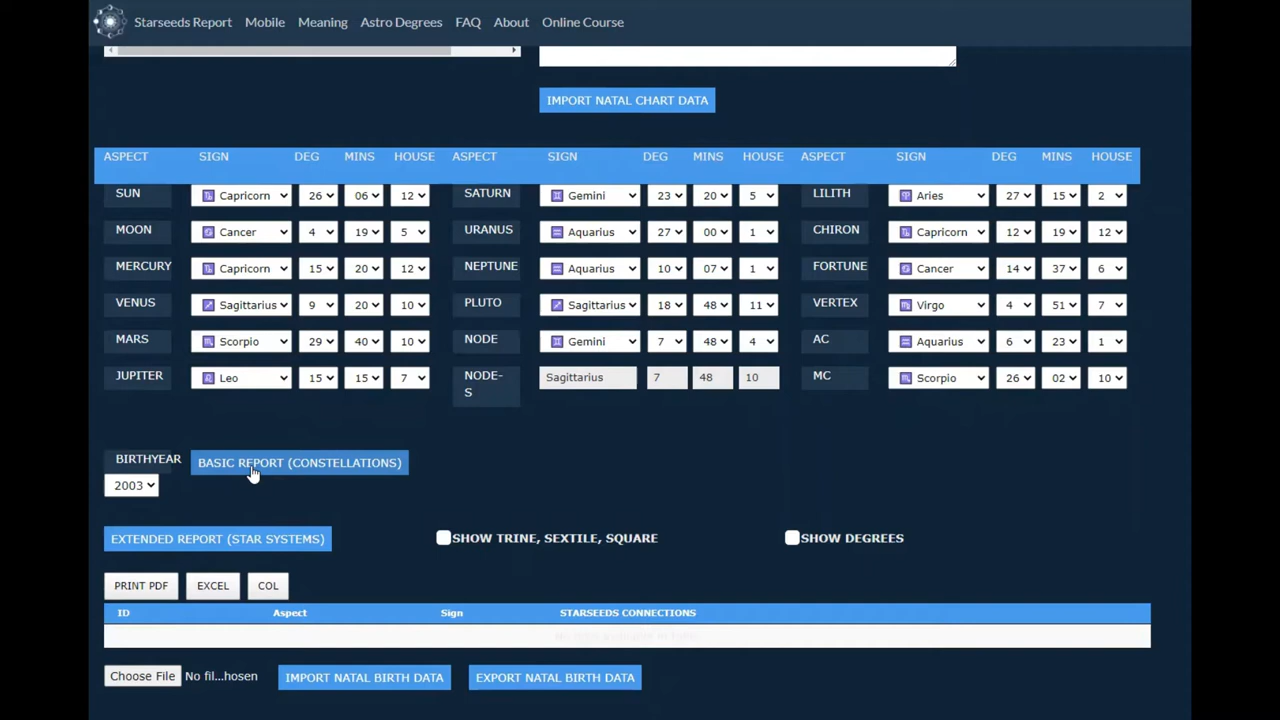 Starseeds Report Mobile Meaning Astro Degrees FAQ About Online Course
IMPORT NATAL CHART DATA
ASPECT SIGN DEG MINS HOUSE ASPECT SIGN DEG MINS HOUSE ASPECT SIGN DEG MINS HOUSE
SUN Capricorn 26 06 12 SATURN Gemini 23 20 5 LILITH Aries 27 15 2
MOON Cancer 4 19 5 URANUS Aquarius 27 00 1 CHIRON Capricorn 12 19 12
MERCURY Capricorn 15 20 12 NEPTUNE Aquarius 10 07 1 FORTUNE Cancer 14 37 6
VENUS Sagittarius 9 20 10 PLUTO Sagittarius 18 48 11 VERTEX Virgo 4 51 7
MARS Scorpio 29 40 10 NODE Gemini 7 48 4 AC Aquarius 6 23 1
JUPITER Leo 15 15 7 NODE-S Sagittarius 7 48 10 MC Scorpio 26 02 10
BIRTHYEAR BASIC REPORT (CONSTELLATIONS)
2003
EXTENDED REPORT (STAR SYSTEMS) SHOW TRINE, SEXTILE, SQUARE SHOW DEGREES
PRINT PDF EXCEL COL
ID Aspect Sign STARSEEDS CONNECTIONS
Choose File No fil...hosen IMPORT NATAL BIRTH DATA EXPORT NATAL BIRTH DATA